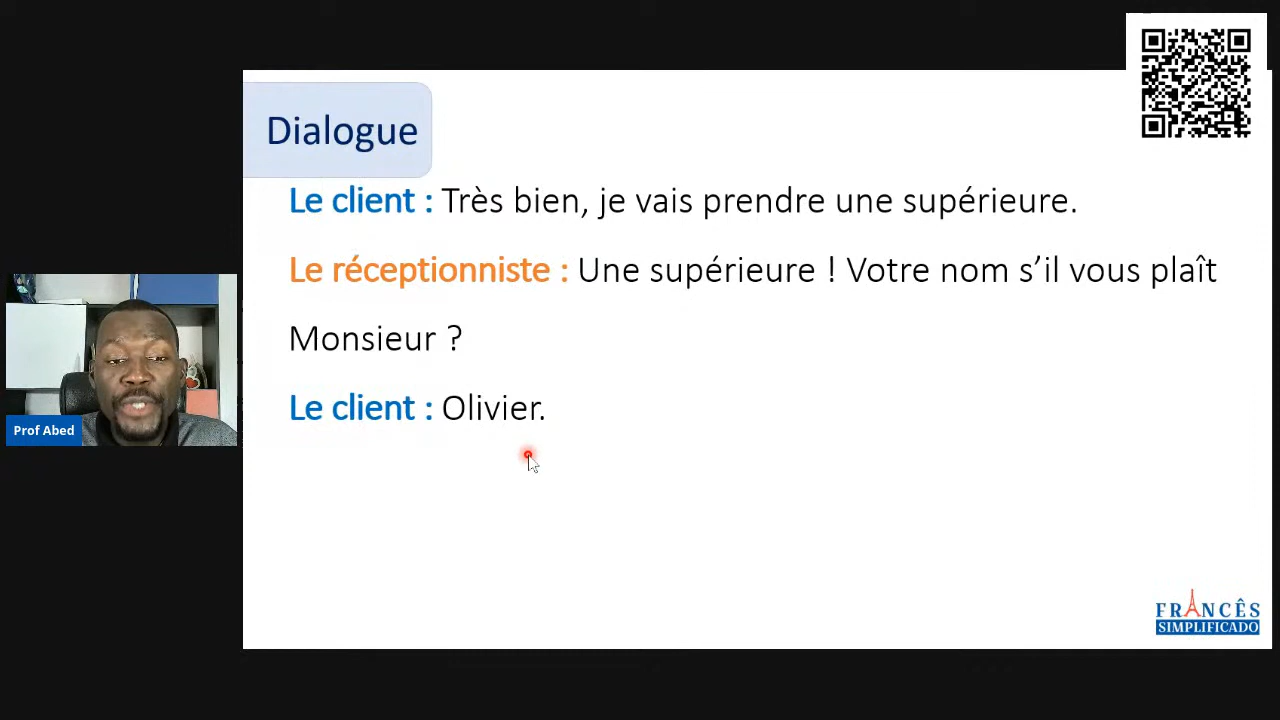 Dialogue
Le client : Très bien, je vais prendre une supérieure.
Le réceptionniste : Une supérieure ! Votre nom s’il vous plaît
Monsieur ?
Le client : Olivier.
Prof Abed
FRANCÊS
SIMPLIFICADO